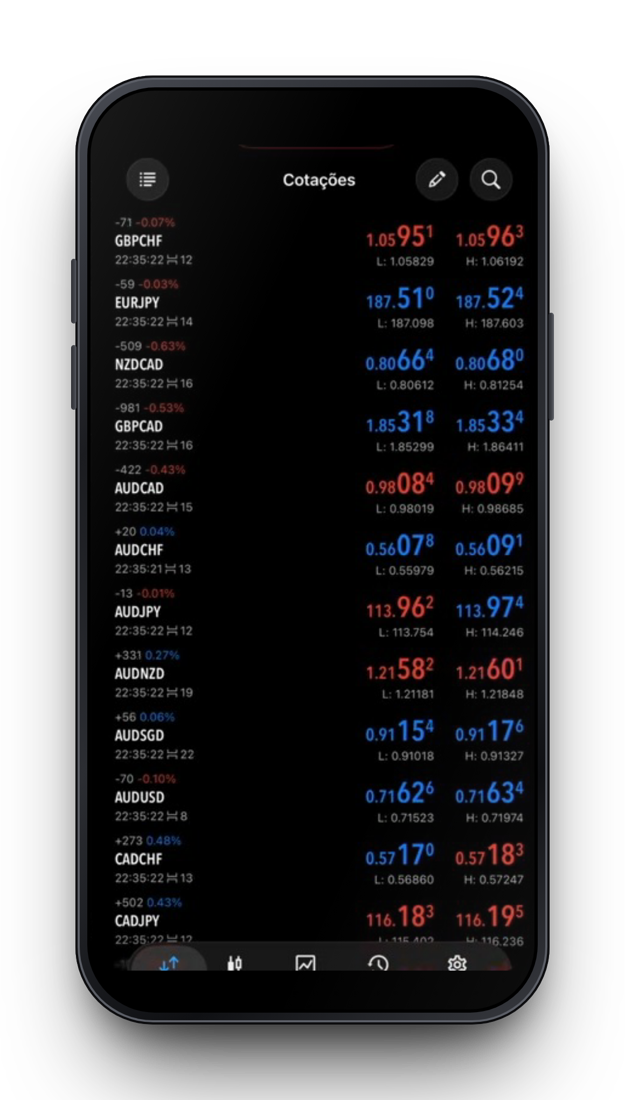 Cotações
-71 -0.07%
GBPCHF 1.05951 1.05963
22:35:22 12 L: 1.05829 H: 1.06192
-59 -0.03%
EURJPY 187.510 187.524
22:35:22 14 L: 187.098 H: 187.603
-509 -0.63%
NZDCAD 0.80664 0.80680
22:35:22 16 L: 0.80612 H: 0.81254
-981 -0.53%
GBPCAD 1.85318 1.85334
22:35:22 16 L: 1.85299 H: 1.86411
-422 -0.43%
AUDCAD 0.98084 0.98099
22:35:22 15 L: 0.98019 H: 0.98685
+20 0.04%
AUDCHF 0.56078 0.56091
22:35:21 13 L: 0.55979 H: 0.56215
-13 -0.01%
AUDJPY 113.962 113.974
22:35:22 12 L: 113.754 H: 114.246
+331 0.27%
AUDNZD 1.21582 1.21601
22:35:22 19 L: 1.21181 H: 1.21848
+56 0.06%
AUDSGD 0.91154 0.91176
22:35:22 22 L: 0.91018 H: 0.91327
-70 -0.10%
AUDUSD 0.71626 0.71634
22:35:22 8 L: 0.71523 H: 0.71974
+273 0.48%
CADCHF 0.57170 0.57183
22:35:22 13 L: 0.56860 H: 0.57247
+502 0.43%
CADJPY 116.183 116.195
22:35:22 12 L: 115.402 H: 116.236